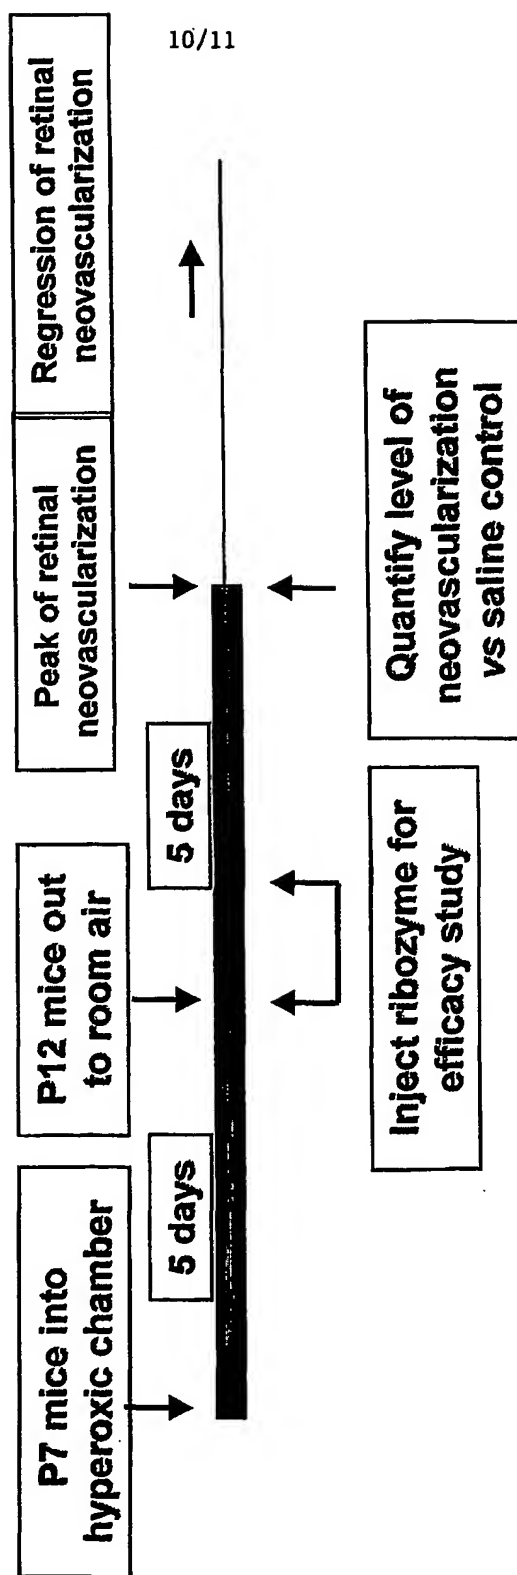 10/11
P7 mice into
hyperoxic chamber
5 days
P12 mice out
to room air
5 days
Peak of retinal
neovascularization
Regression of retinal
neovascularization
Inject ribozyme for
efficacy study
Quantify level of
neovascularization
vs saline control